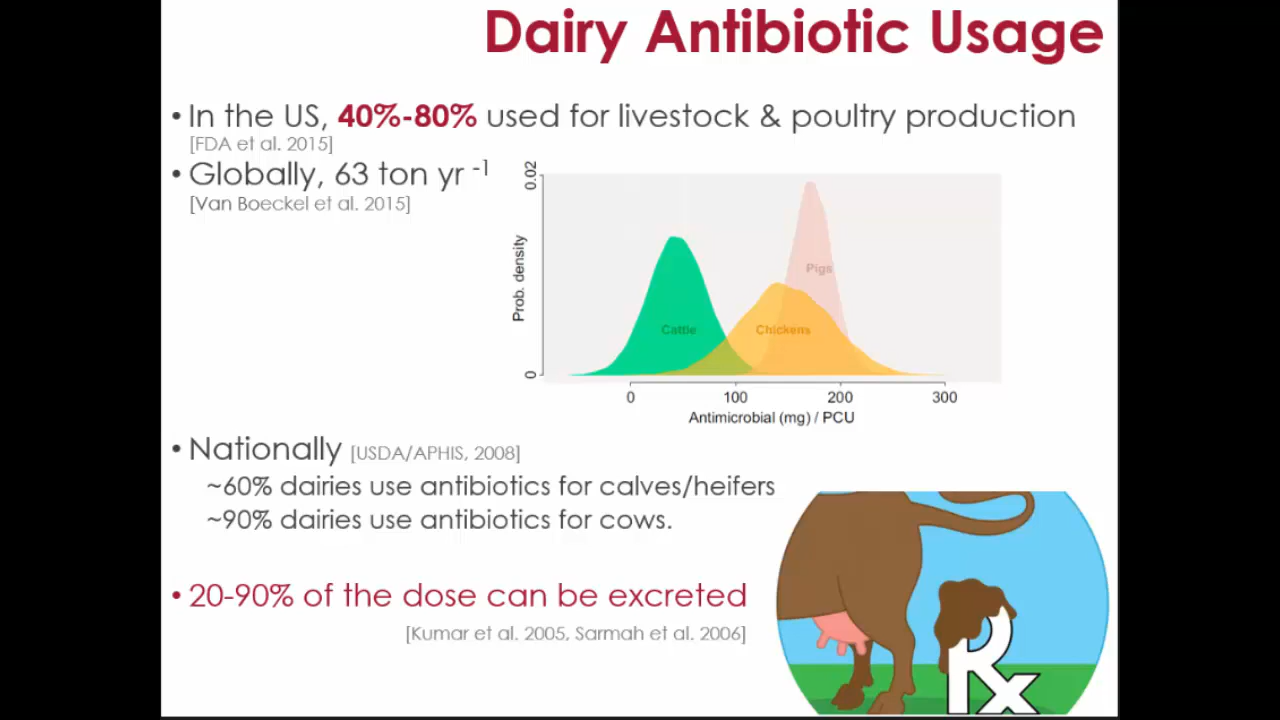 Dairy Antibiotic Usage
• In the US, 40%-80% used for livestock & poultry production
[FDA et al. 2015]
• Globally, 63 ton yr -1
[Van Boeckel et al. 2015]
0.02
Prob. density
0
Pigs
Cattle
Chickens
0 100 200 300
Antimicrobial (mg) / PCU
• Nationally [USDA/APHIS, 2008]
~60% dairies use antibiotics for calves/heifers
~90% dairies use antibiotics for cows.
• 20-90% of the dose can be excreted
[Kumar et al. 2005, Sarmah et al. 2006]
Rx